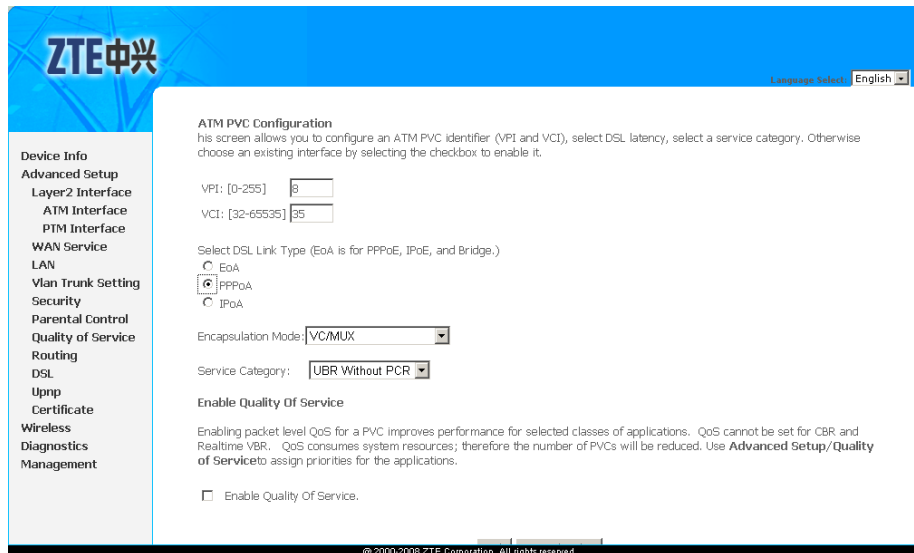 ZTE中兴
Language Select: English
Device Info
Advanced Setup
Layer2 Interface
ATM Interface
PTM Interface
WAN Service
LAN
Vlan Trunk Setting
Security
Parental Control
Quality of Service
Routing
DSL
Upnp
Certificate
Wireless
Diagnostics
Management
ATM PVC Configuration
his screen allows you to configure an ATM PVC identifier (VPI and VCI), select DSL latency, select a service category. Otherwise
choose an existing interface by selecting the checkbox to enable it.
VPI: [0-255] 8
VCI: [32-65535] 35
Select DSL Link Type (EoA is for PPPoE, IPoE, and Bridge.)
EoA
PPPoA
IPoA
Encapsulation Mode: VC/MUX
Service Category: UBR Without PCR
Enable Quality Of Service
Enabling packet level QoS for a PVC improves performance for selected classes of applications. QoS cannot be set for CBR and
Realtime VBR. QoS consumes system resources; therefore the number of PVCs will be reduced. Use Advanced Setup/Quality
of Serviceto assign priorities for the applications.
Enable Quality Of Service.
@ 2000-2008 ZTE Corporation. All rights reserved